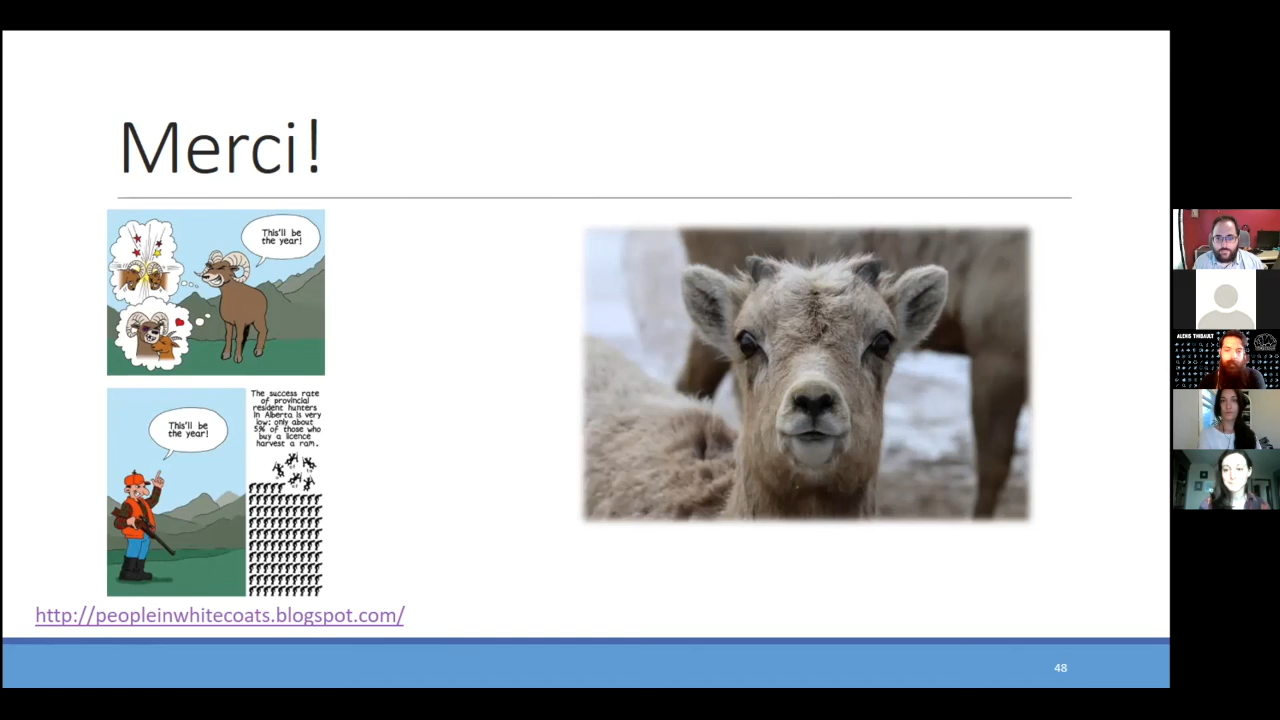 Merci!
This'll be
the year!
This'll be
the year!
The success rate
of provincial
resident hunters
in Alberta is very
low: only about
5% of those who
buy a licence
harvest a ram.
http://peopleinwhitecoats.blogspot.com/
48
ALEXIS THIBAULT